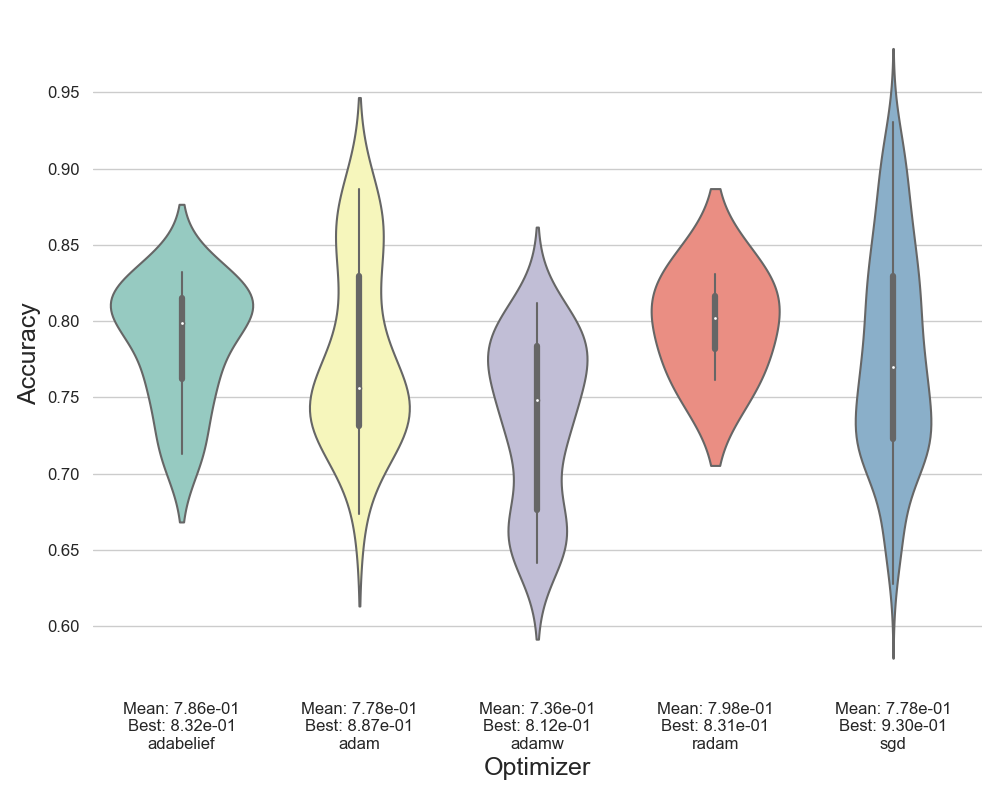 0.95
0.90
0.85
0.80
0.75
0.70
0.65
0.60
Accuracy
Mean: 7.86e-01
Best: 8.32e-01
adabelief
Mean: 7.78e-01
Best: 8.87e-01
adam
Mean: 7.36e-01
Best: 8.12e-01
adamw
Mean: 7.98e-01
Best: 8.31e-01
radam
Mean: 7.78e-01
Best: 9.30e-01
sgd
Optimizer